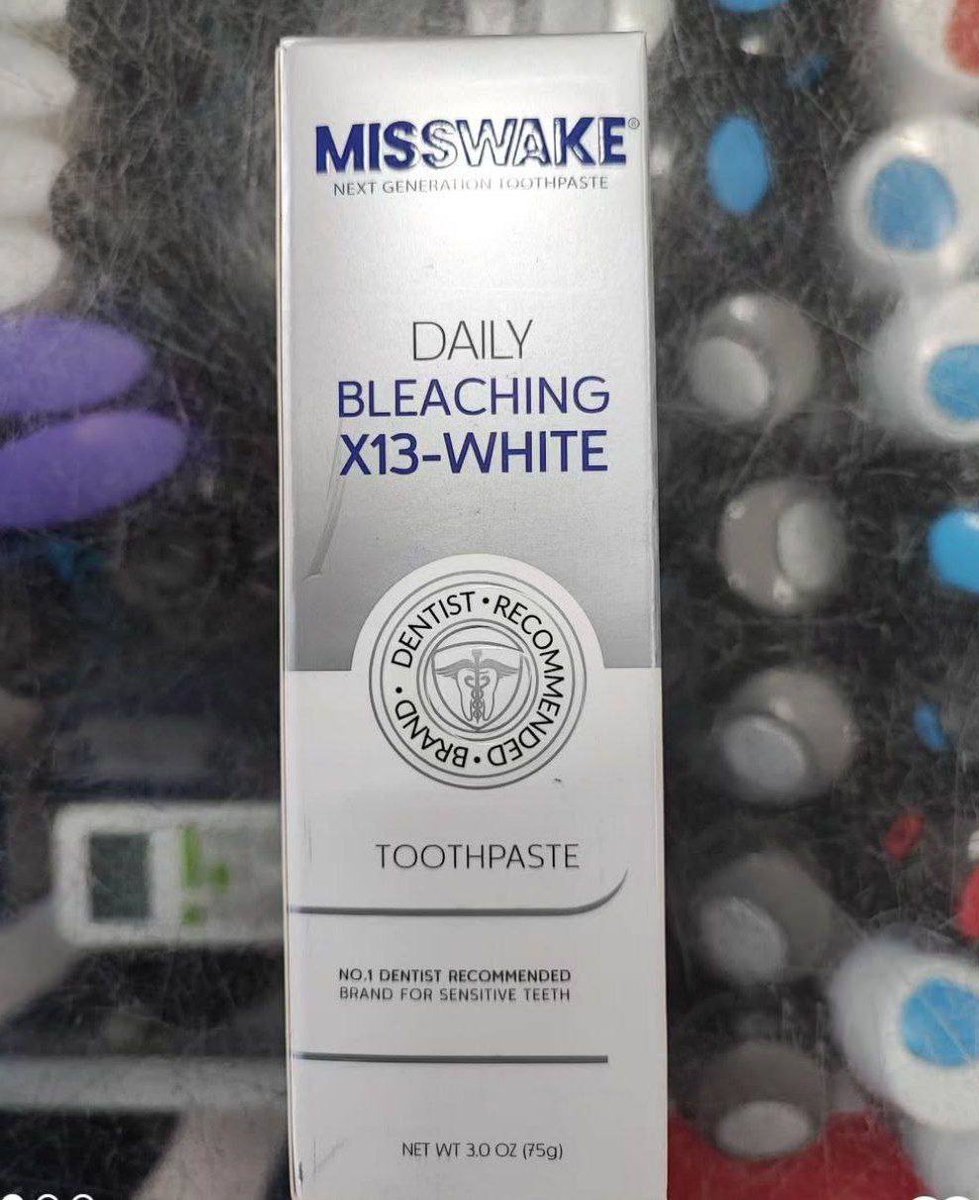 MISSWAKE®
NEXT GENERATION TOOTHPASTE
DAILY
BLEACHING
X13-WHITE
DENTIST • RECOMMENDED • BRAND •
TOOTHPASTE
NO.1 DENTIST RECOMMENDED
BRAND FOR SENSITIVE TEETH
NET WT 3.0 OZ (75g)